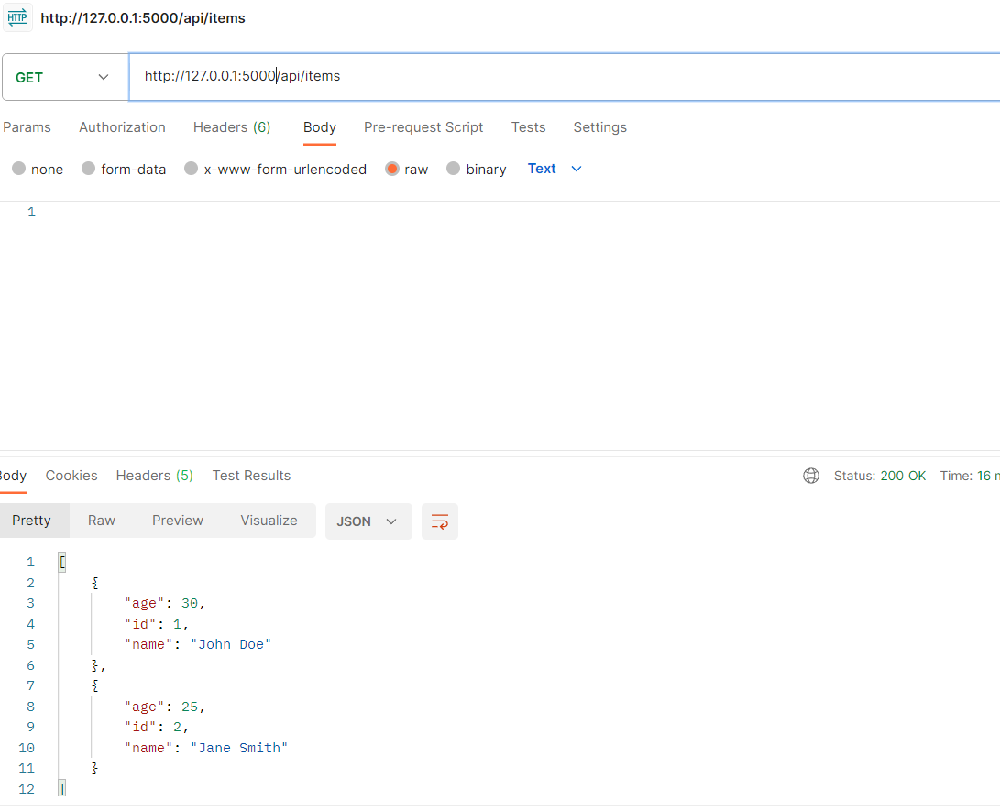 HTTP http://127.0.0.1:5000/api/items
GET http://127.0.0.1:5000/api/items
Params Authorization Headers (6) Body Pre-request Script Tests Settings
none form-data x-www-form-urlencoded raw binary Text
1
Body Cookies Headers (5) Test Results Status: 200 OK Time: 16 m
Pretty Raw Preview Visualize JSON
1 [
2 {
3 "age": 30,
4 "id": 1,
5 "name": "John Doe"
6 },
7 {
8 "age": 25,
9 "id": 2,
10 "name": "Jane Smith"
11 }
12 ]